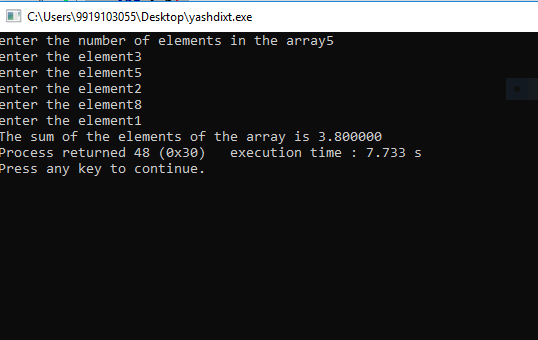 C:\Users\9919103055\Desktop\yashdixt.exe
enter the number of elements in the array5
enter the element3
enter the element5
enter the element2
enter the element8
enter the element1
The sum of the elements of the array is 3.800000
Process returned 48 (0x30)   execution time : 7.733 s
Press any key to continue.